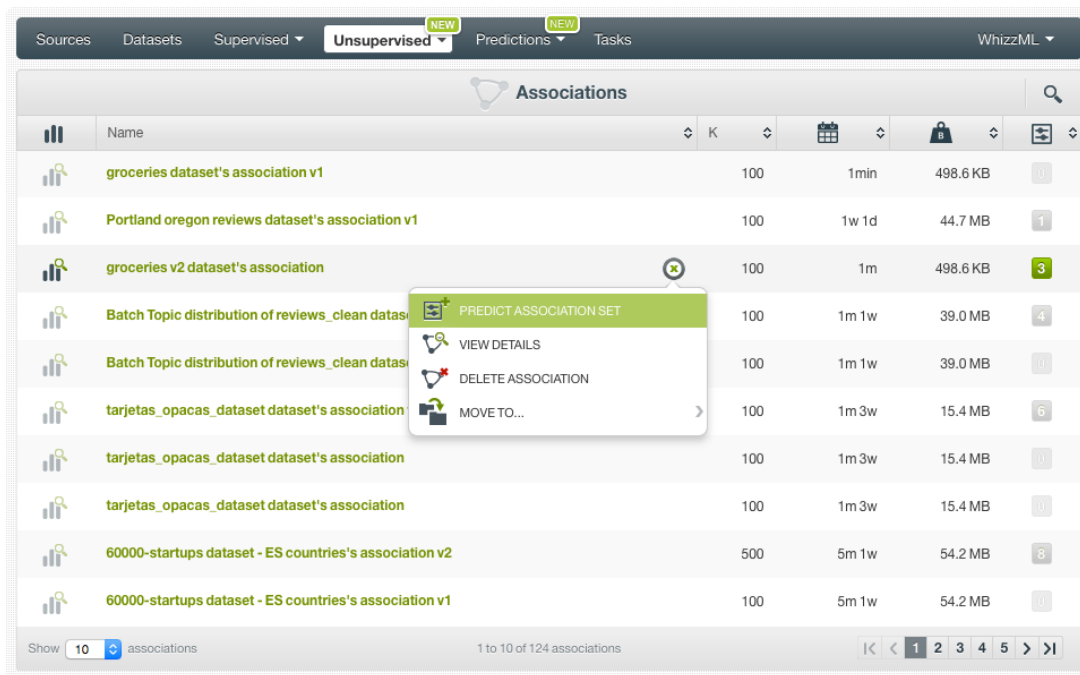 NEW NEW
Sources Datasets Supervised Unsupervised Predictions Tasks WhizzML
Associations
Name K B
groceries dataset's association v1 100 1min 498.6 KB 0
Portland oregon reviews dataset's association v1 100 1w 1d 44.7 MB 1
groceries v2 dataset's association 100 1m 498.6 KB 3
PREDICT ASSOCIATION SET
Batch Topic distribution of reviews_clean datas 100 1m 1w 39.0 MB 4
VIEW DETAILS
Batch Topic distribution of reviews_clean datas 100 1m 1w 39.0 MB 0
DELETE ASSOCIATION
tarjetas_opacas_dataset dataset's association 100 1m 3w 15.4 MB 6
MOVE TO...
tarjetas_opacas_dataset dataset's association 100 1m 3w 15.4 MB 0
tarjetas_opacas_dataset dataset's association 100 1m 3w 15.4 MB 0
60000-startups dataset - ES countries's association v2 500 5m 1w 54.2 MB 8
60000-startups dataset - ES countries's association v1 100 5m 1w 54.2 MB 0
Show 10 associations 1 to 10 of 124 associations 1 2 3 4 5